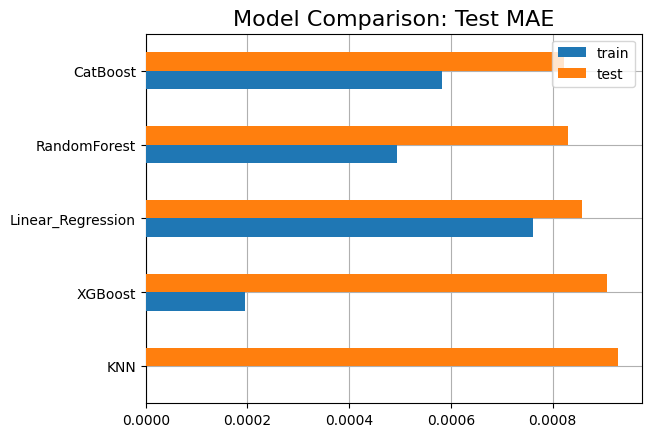 Model Comparison: Test MAE
train
test
CatBoost
RandomForest
Linear_Regression
XGBoost
KNN
0.0000
0.0002
0.0004
0.0006
0.0008